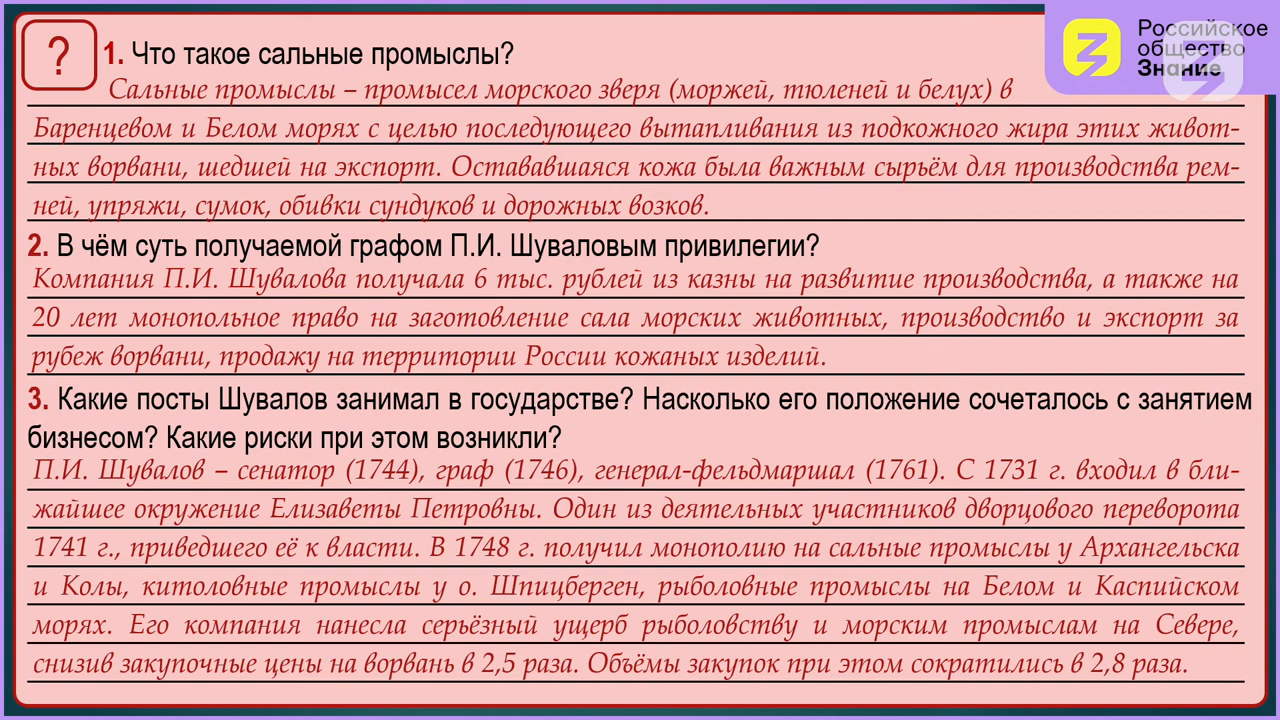 ?
1. Что такое сальные промыслы?
Российское
общество
Знание
Сальные промыслы – промысел морского зверя (моржей, тюленей и белух) в
Баренцевом и Белом морях с целью последующего вытапливания из подкожного жира этих живот-
ных ворвани, шедшей на экспорт. Остававшаяся кожа была важным сырьём для производства рем-
ней, упряжи, сумок, обивки сундуков и дорожных возков.
2. В чём суть получаемой графом П.И. Шуваловым привилегии?
Компания П.И. Шувалова получала 6 тыс. рублей из казны на развитие производства, а также на
20 лет монопольное право на заготовление сала морских животных, производство и экспорт за
рубеж ворвани, продажу на территории России кожаных изделий.
3. Какие посты Шувалов занимал в государстве? Насколько его положение сочеталось с занятием
бизнесом? Какие риски при этом возникли?
П.И. Шувалов – сенатор (1744), граф (1746), генерал-фельдмаршал (1761). С 1731 г. входил в бли-
жайшее окружение Елизаветы Петровны. Один из деятельных участников дворцового переворота
1741 г., приведшего её к власти. В 1748 г. получил монополию на сальные промыслы у Архангельска
и Колы, китоловные промыслы у о. Шпицберген, рыболовные промыслы на Белом и Каспийском
морях. Его компания нанесла серьёзный ущерб рыболовству и морским промыслам на Севере,
снизив закупочные цены на ворвань в 2,5 раза. Объёмы закупок при этом сократились в 2,8 раза.